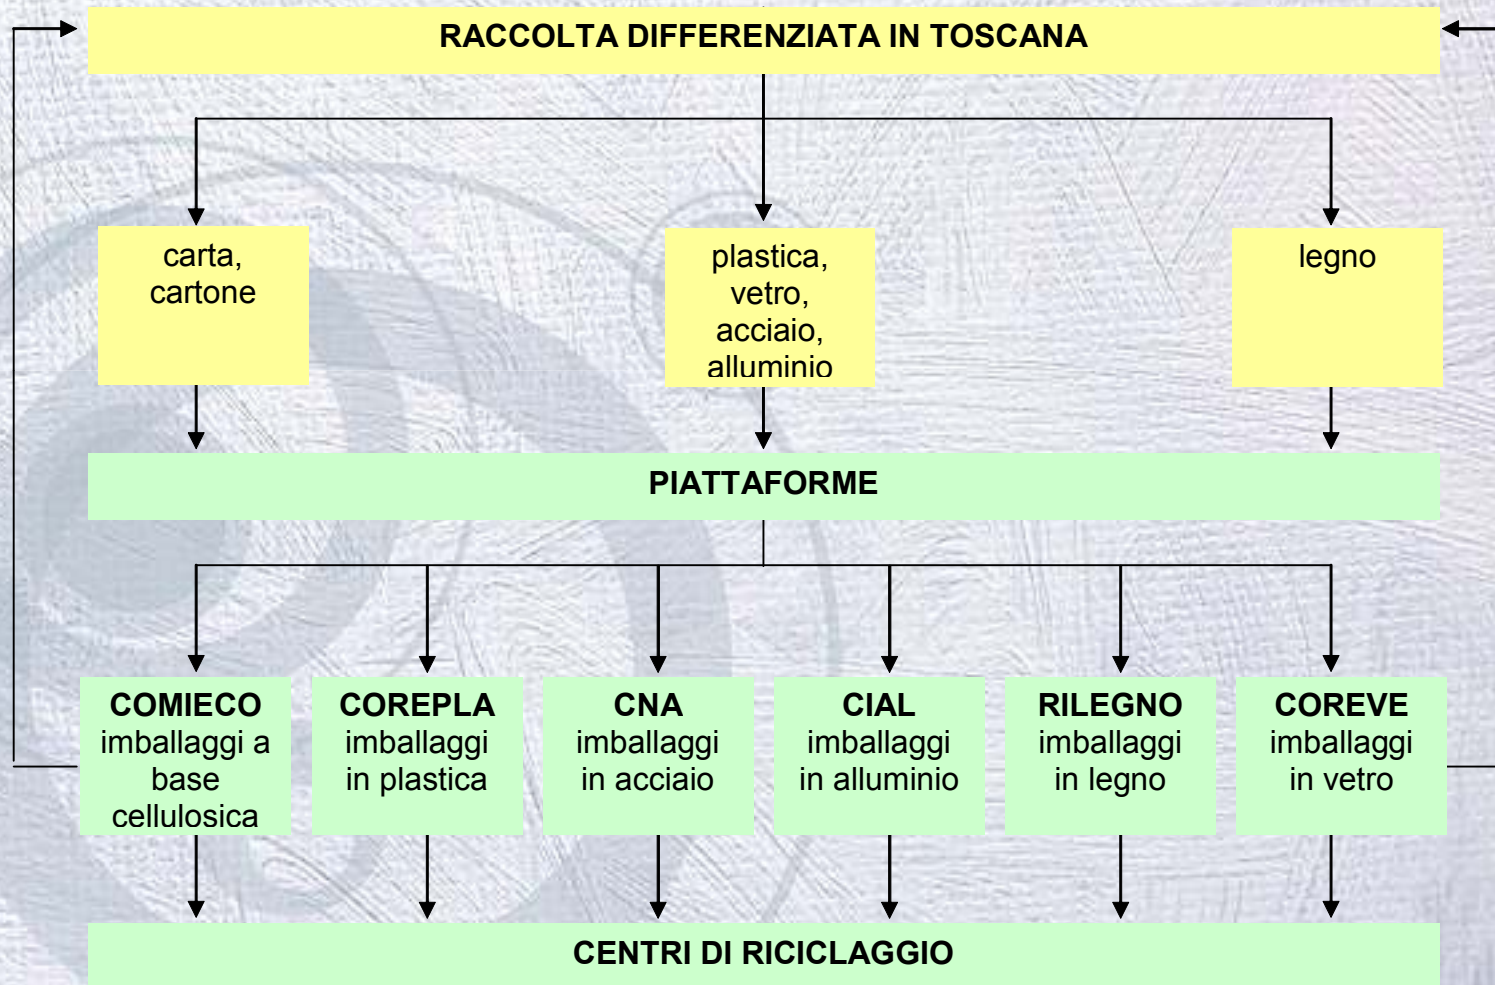 RACCOLTA DIFFERENZIATA IN TOSCANA
carta,
cartone
plastica,
vetro,
acciaio,
alluminio
legno
PIATTAFORME
COMIECO
imballaggi a
base
cellulosica
COREPLA
imballaggi
in plastica
CNA
imballaggi
in acciaio
CIAL
imballaggi
in alluminio
RILEGNO
imballaggi
in legno
COREVE
imballaggi
in vetro
CENTRI DI RICICLAGGIO